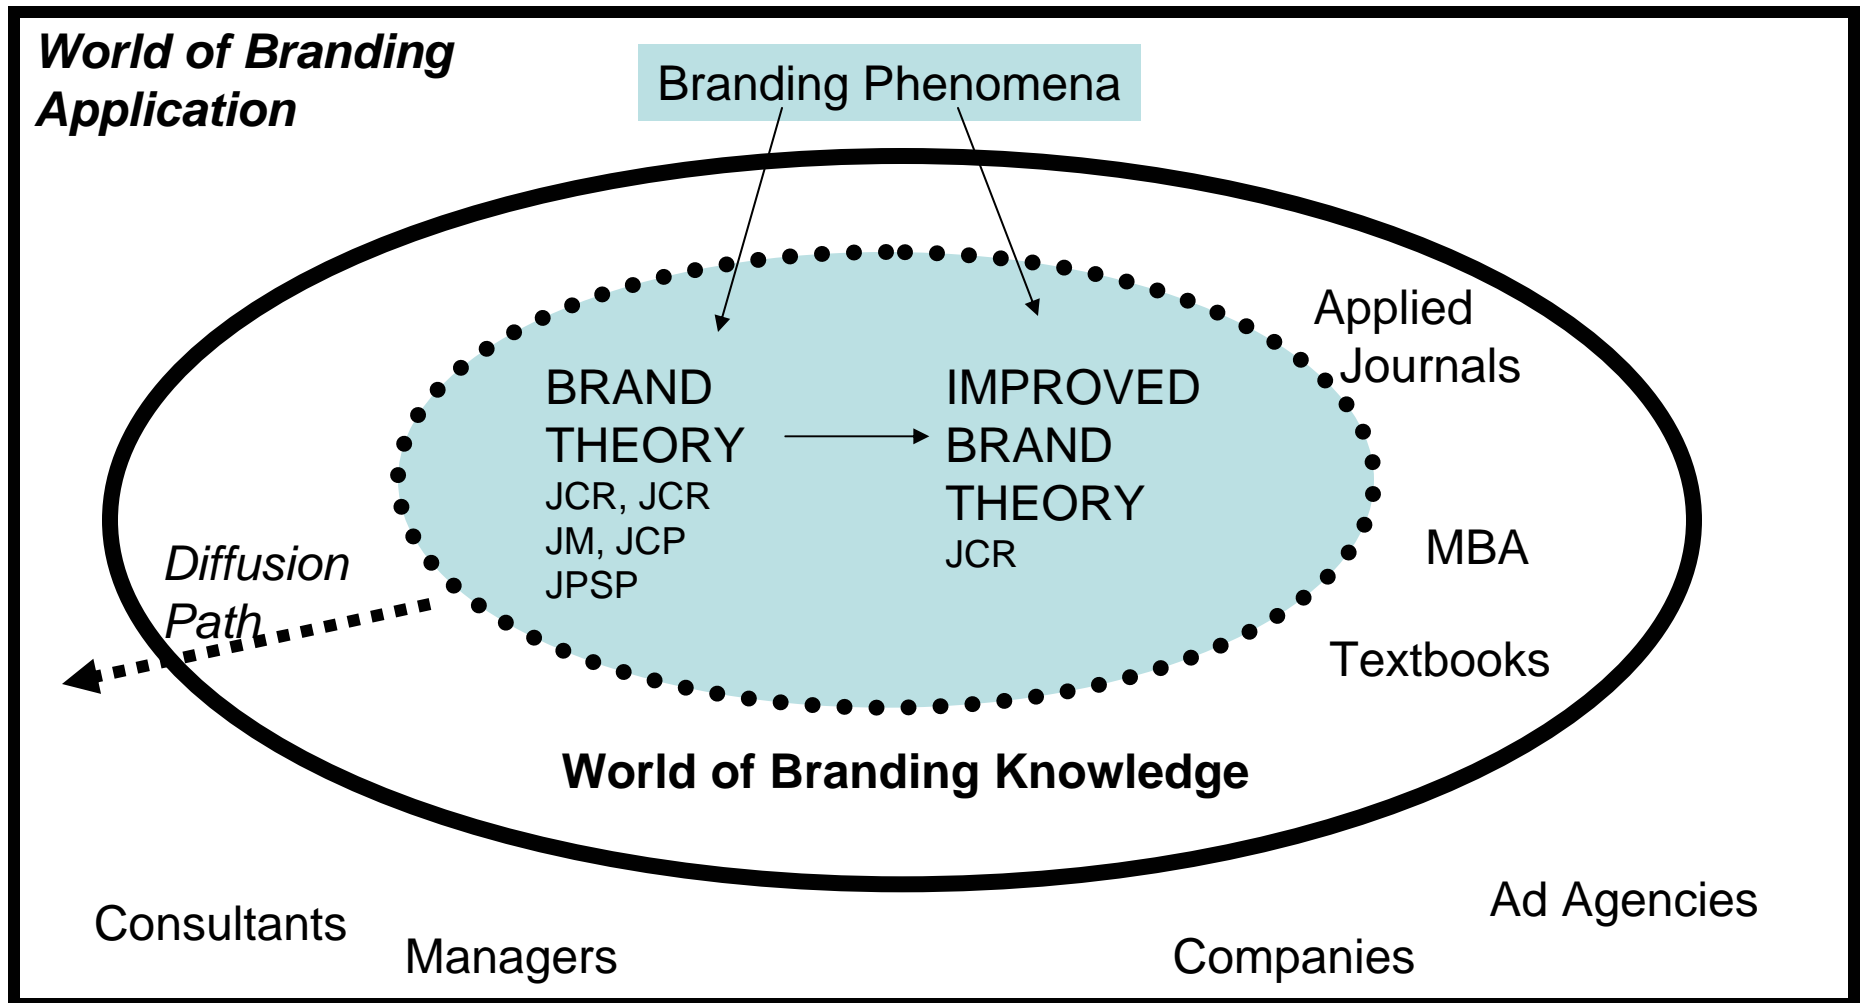 World of Branding
Application
Branding Phenomena
Applied
Journals
BRAND
THEORY
JCR, JCR
JM, JCP
JPSP
IMPROVED
BRAND
THEORY
JCR
MBA
Diffusion
Path
Textbooks
World of Branding Knowledge
Consultants
Managers
Companies
Ad Agencies